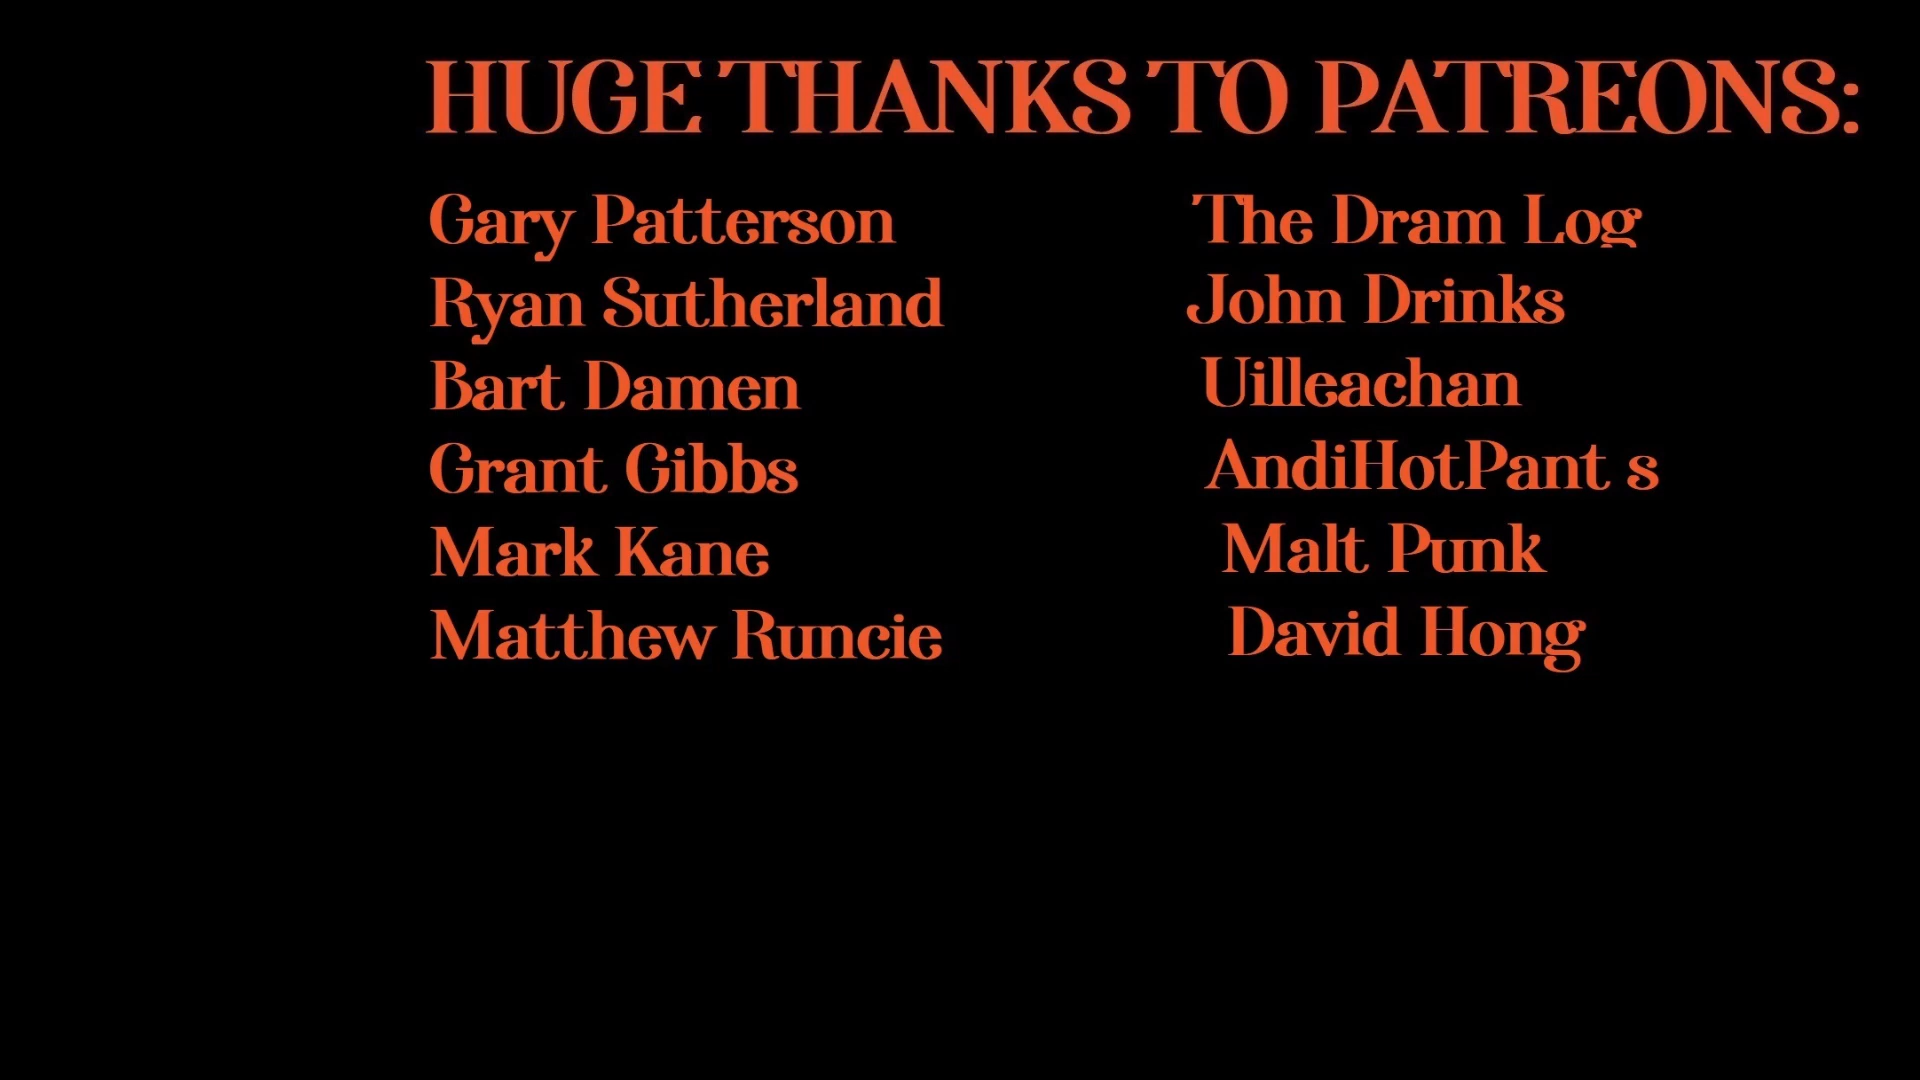 HUGE THANKS TO PATREONS:
Gary Patterson
Ryan Sutherland
Bart Damen
Grant Gibbs
Mark Kane
Matthew Runcie
The Dram Log
John Drinks
Uilleachan
AndiHotPant s
Malt Punk
David Hong